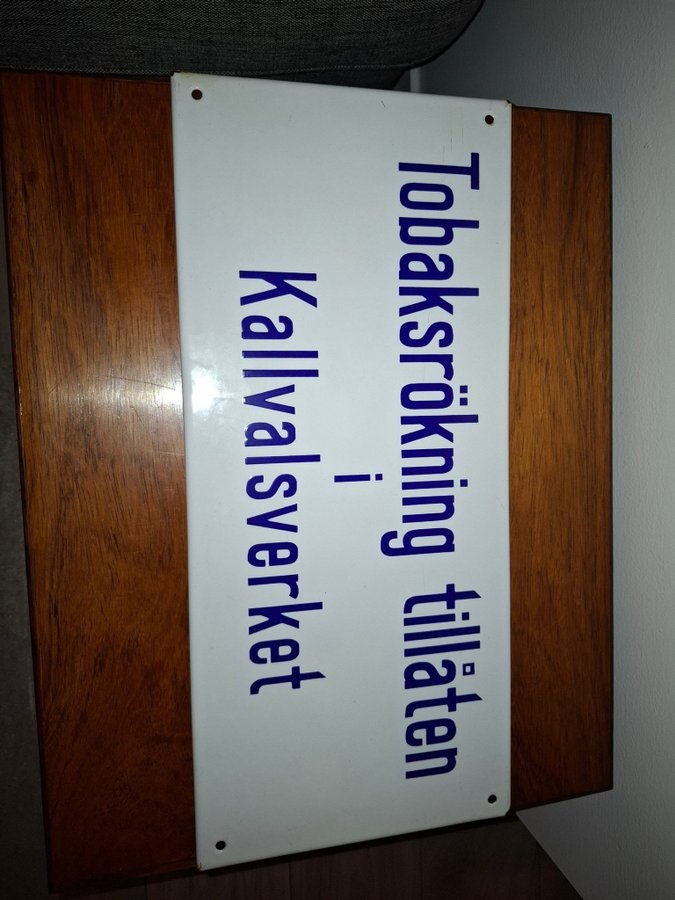 Tobaksrökning tillåten
i
Kallvalsverket